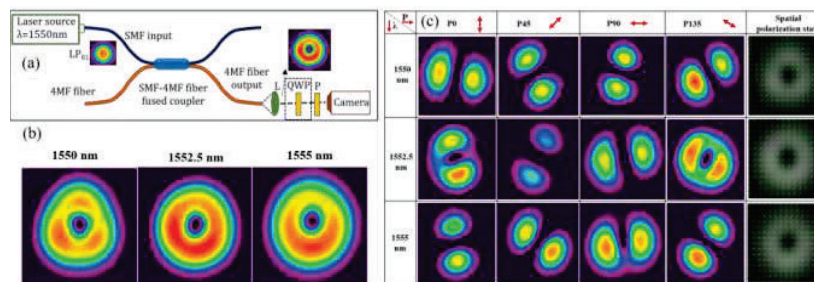 Laser source
λ=1550nm
SMF input
LP01
(a)
4MF fiber
SMF-4MF fiber
fused coupler
4MF fiber
output
L
QWP
P
Camera
(b)
1550 nm
1552.5 nm
1555 nm
(c)
P
λ
P0
P45
P90
P135
Spatial
polarization stat
1550
nm
1552.5
nm
1555
nm